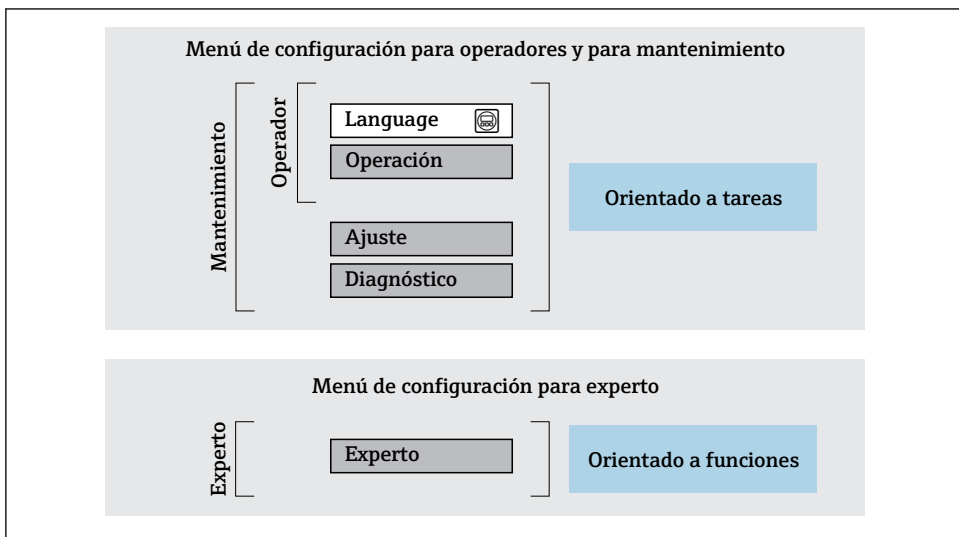 Menú de configuración para operadores y para mantenimiento
Mantenimiento
Operador
Language
Operación
Ajuste
Diagnóstico
Orientado a tareas
Menú de configuración para experto
Experto
Experto
Orientado a funciones